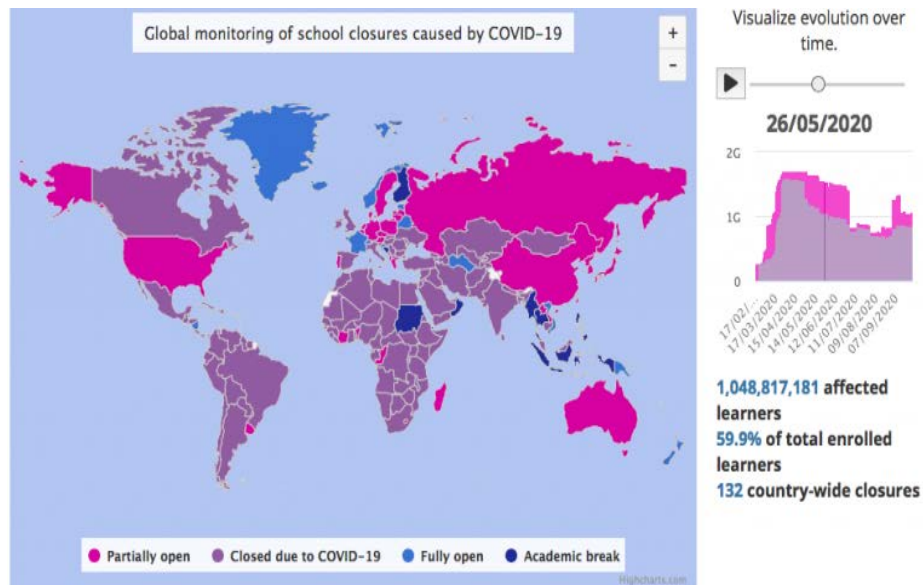 Global monitoring of school closures caused by COVID-19
+
-
Partially open
Closed due to COVID-19
Fully open
Academic break
Highcharts.com
Visualize evolution over
time.
26/05/2020
2G
1G
0
17/02/...
17/03/2020
15/04/2020
14/05/2020
12/06/2020
11/07/2020
09/08/2020
07/09/2020
1,048,817,181 affected
learners
59.9% of total enrolled
learners
132 country-wide closures